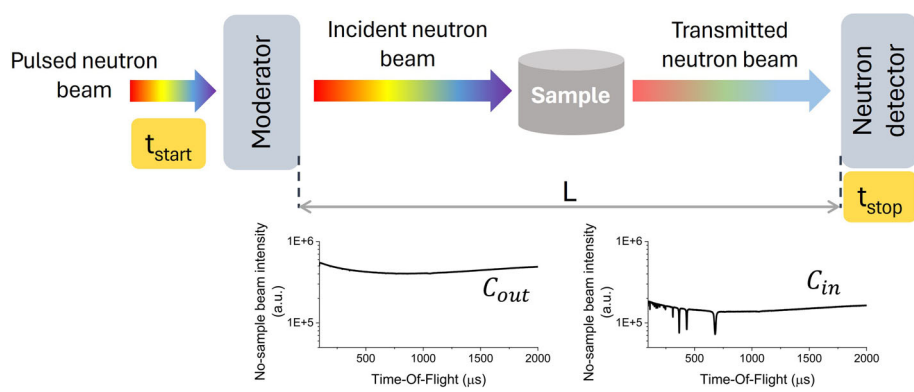 Pulsed neutron
beam
t_start
Moderator
Incident neutron
beam
Sample
Transmitted
neutron beam
Neutron
detector
t_stop
L
No-sample beam intensity
(a.u.)
1E+6
1E+5
C_out
500
1000
1500
2000
Time-Of-Flight (μs)
No-sample beam intensity
(a.u.)
1E+6
1E+5
C_in
500
1000
1500
2000
Time-Of-Flight (μs)